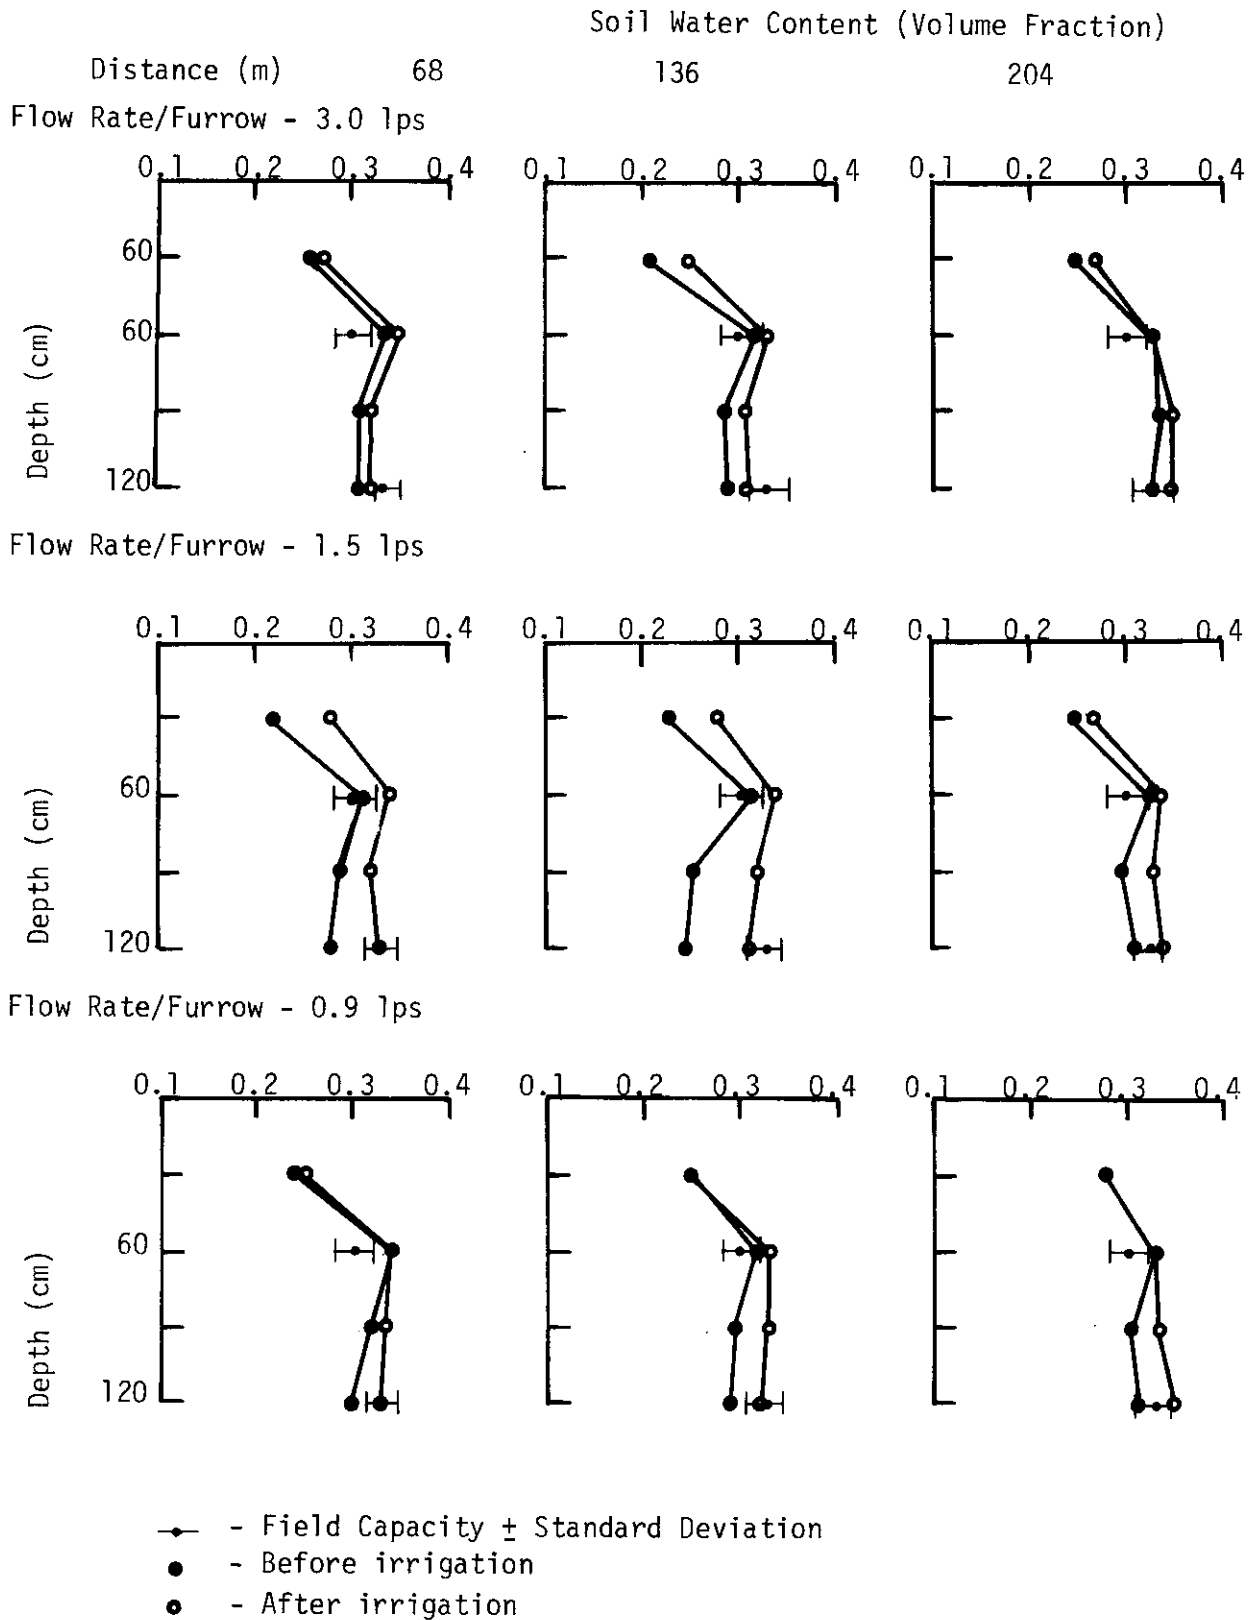 Soil Water Content (Volume Fraction)
Distance (m) 68 136 204
Flow Rate/Furrow - 3.0 lps
0.1 0.2 0.3 0.4 0.1 0.2 0.3 0.4 0.1 0.2 0.3 0.4
60
60
Depth (cm)
120
Flow Rate/Furrow - 1.5 lps
0.1 0.2 0.3 0.4 0.1 0.2 0.3 0.4 0.1 0.2 0.3 0.4
60
Depth (cm)
120
Flow Rate/Furrow - 0.9 lps
0.1 0.2 0.3 0.4 0.1 0.2 0.3 0.4 0.1 0.2 0.3 0.4
60
Depth (cm)
120
- Field Capacity ± Standard Deviation
- Before irrigation
- After irrigation